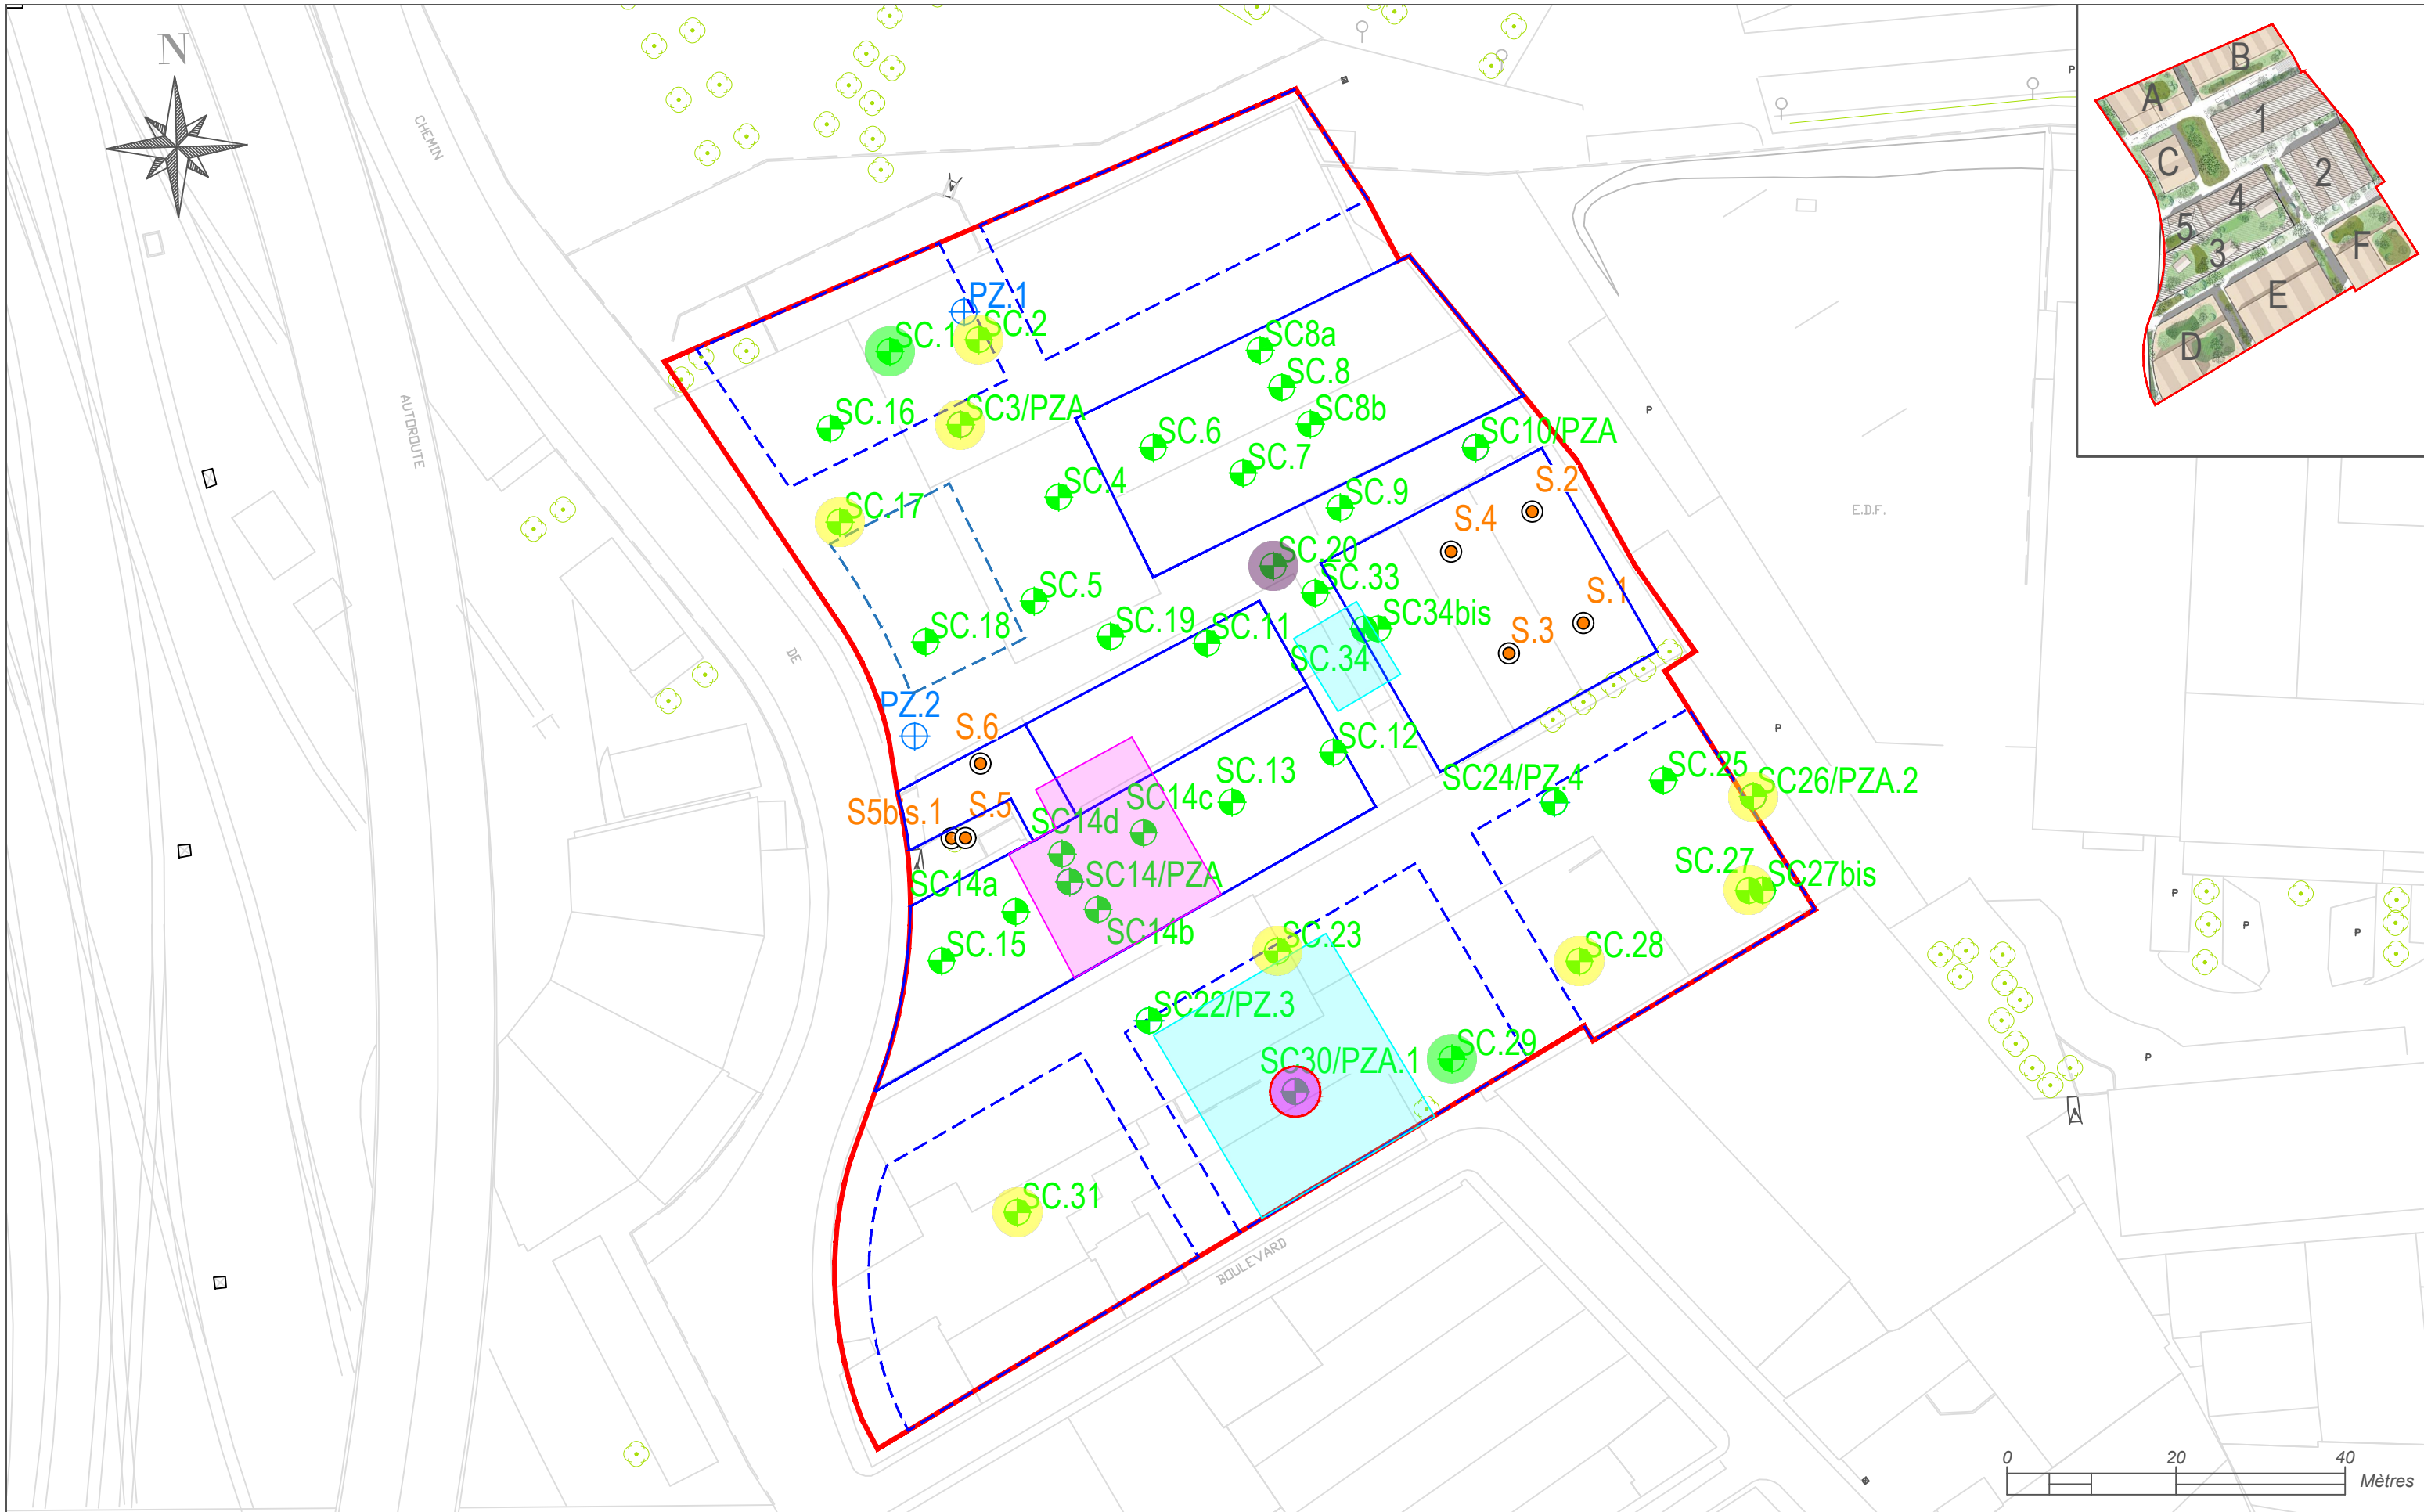 N
CHEMIN
AUTOROUTE
DE
BOULEVARD
E.D.F.
P
P
P
P
P
P
P
A
B
C
1
2
4
5
3
D
E
F
PZ.1
SC.1
SC.2
SC.16
SC3/PZA
SC8a
SC.8
SC8b
SC.6
SC.7
SC.4
SC10/PZA
SC.17
SC.9
S.2
S.4
SC.20
SC.33
SC.5
S.1
SC34bis
SC.18
SC.19
SC.11
S.3
SC.34
PZ.2
S.6
SC.12
SC.13
SC24/PZ.4
SC.25
SC26/PZA.2
S5bis.1
S.5
SC14d
SC14c
SC14/PZA
SC14a
SC14b
SC.27
SC27bis
SC.15
SC.23
SC.28
SC22/PZ.3
SC30/PZA.1
SC.29
SC.31
0 20 40
Mètres